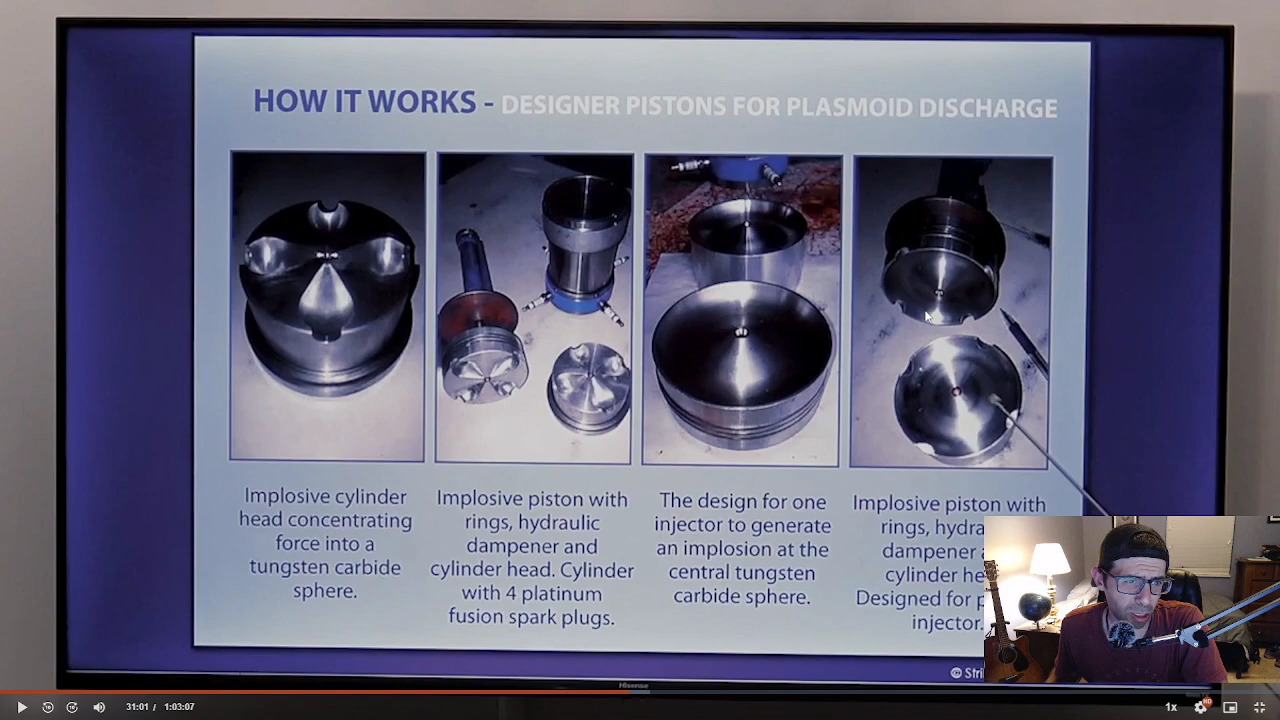 HOW IT WORKS - DESIGNER PISTONS FOR PLASMOID DISCHARGE
Implosive cylinder
head concentrating
force into a
tungsten carbide
sphere.
Implosive piston with
rings, hydraulic
dampener and
cylinder head. Cylinder
with 4 platinum
fusion spark plugs.
The design for one
injector to generate
an implosion at the
central tungsten
carbide sphere.
Implosive piston with
rings, hydra
dampener
cylinder he
Designed for p
injector.
© Stri
Hisense
31:01 / 1:03:07
1x
HD